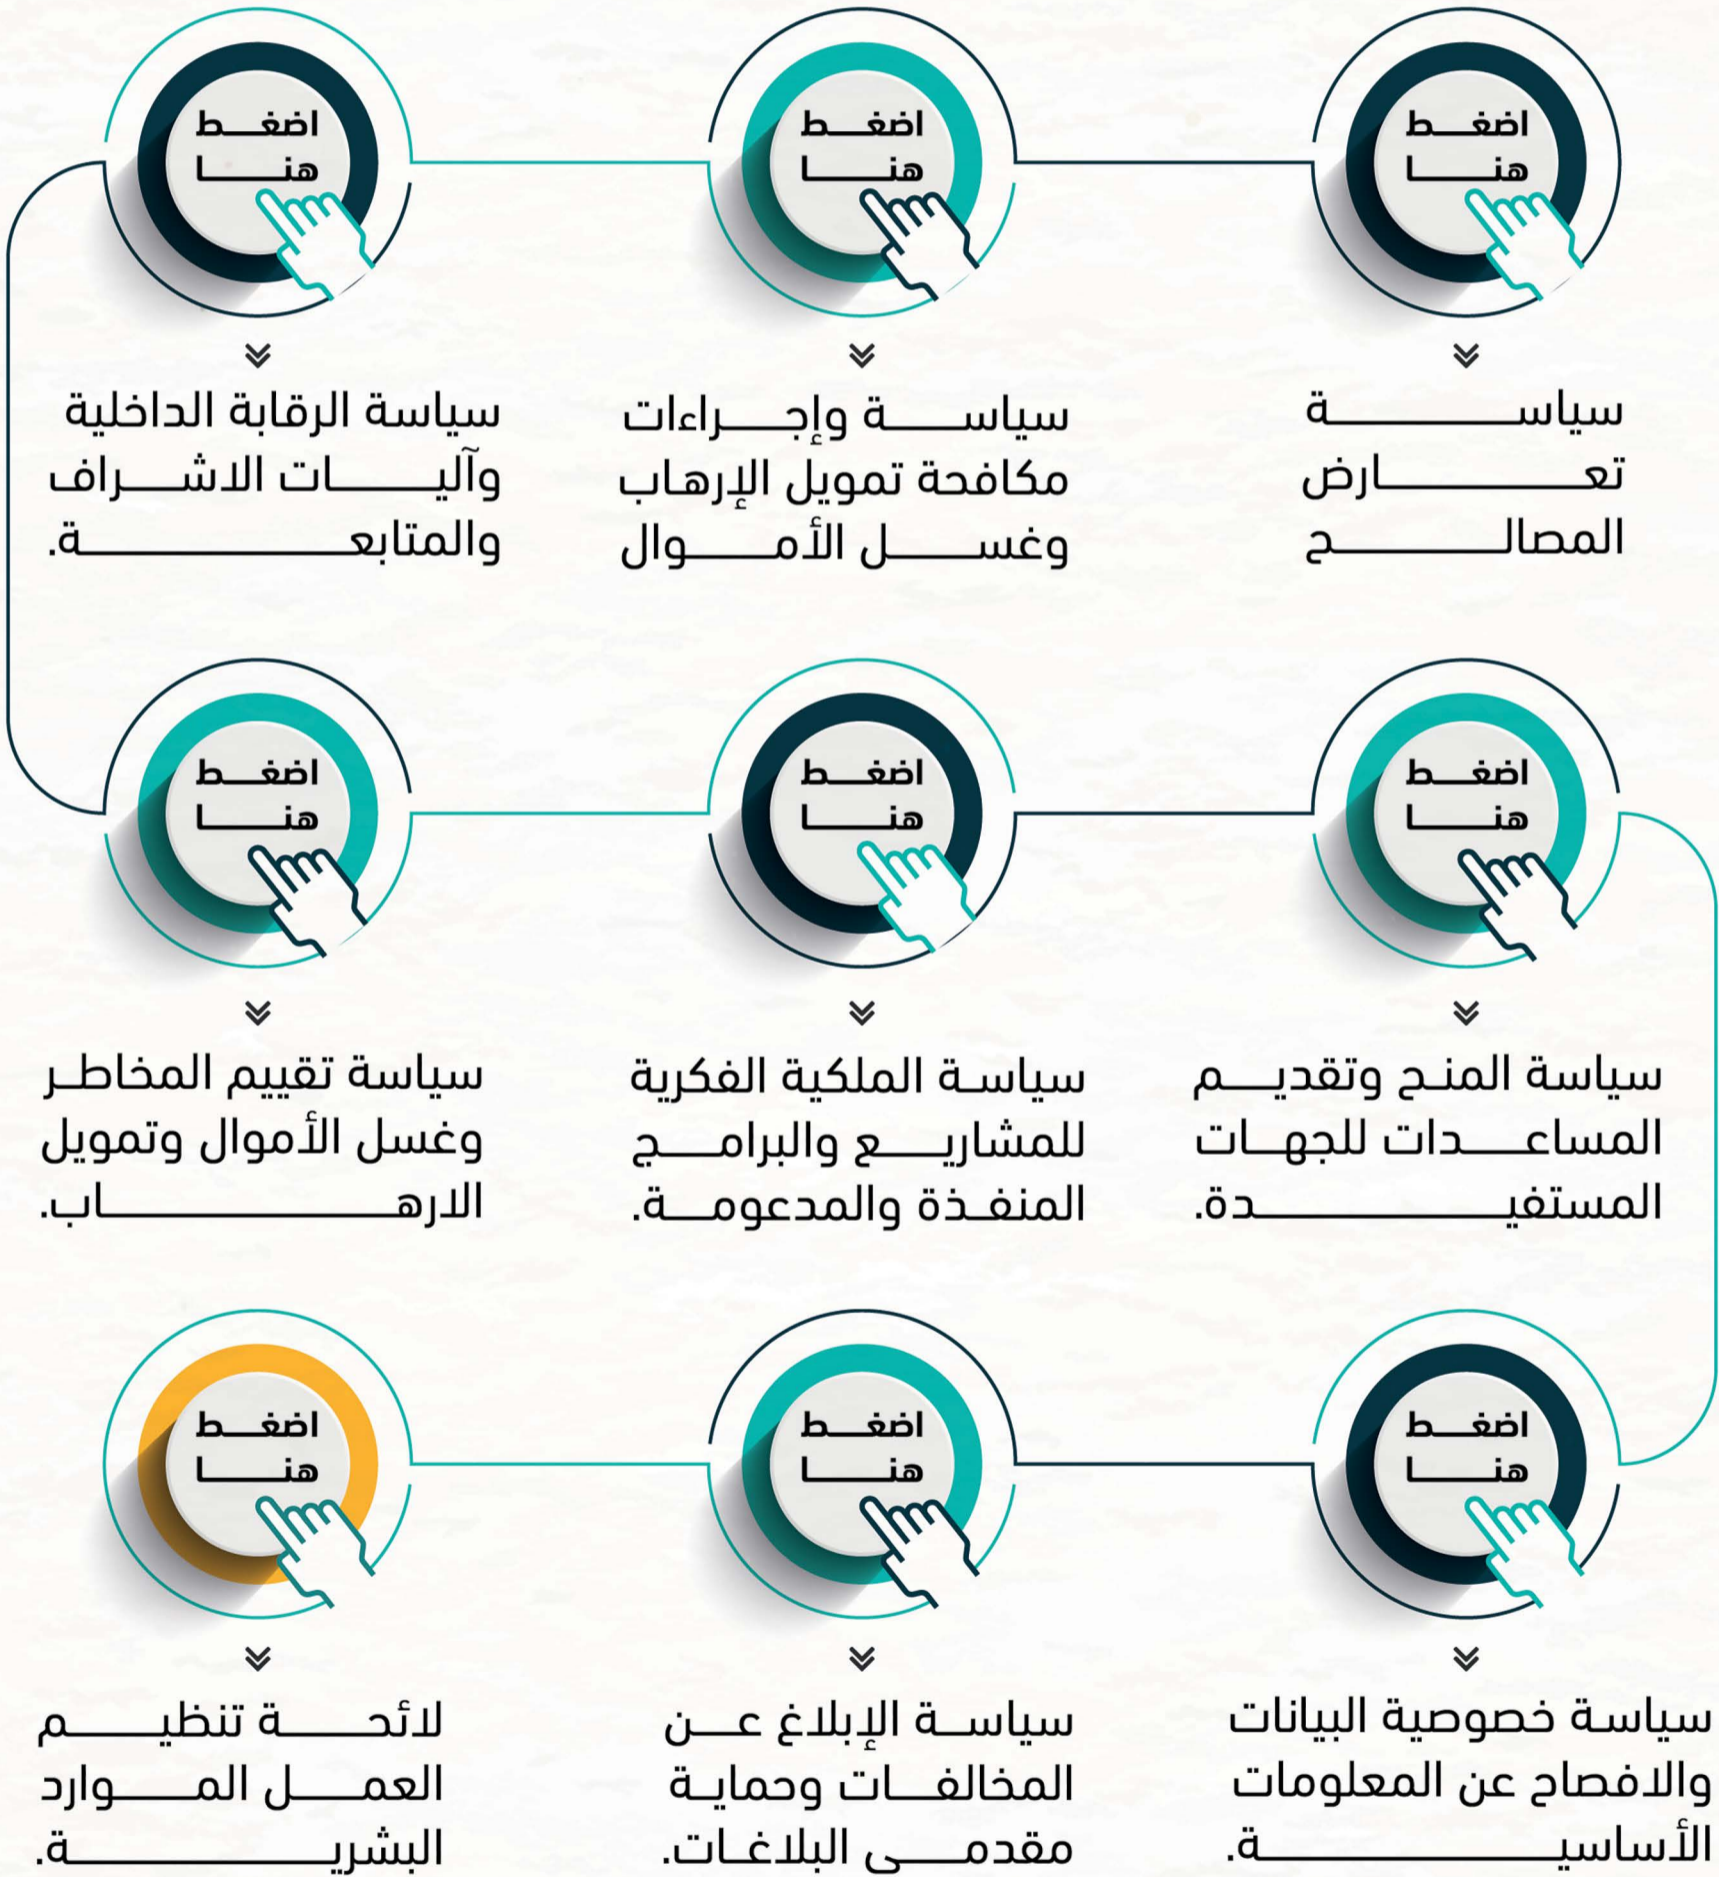 اضغط
هنا
سياسة
تعارض
المصالح
اضغط
هنا
سياسة وإجراءات
مكافحة تمويل الإرهاب
وغسل الأموال
اضغط
هنا
سياسة الرقابة الداخلية
وآليات الاشراف
والمتابعة.
اضغط
هنا
سياسة المنح وتقديم
المساعدات للجهات
المستفيدة.
اضغط
هنا
سياسة الملكية الفكرية
للمشاريع والبرامج
المنفذة والمدعومة.
اضغط
هنا
سياسة تقييم المخاطر
وغسل الأموال وتمويل
الارهاب.
اضغط
هنا
سياسة خصوصية البيانات
والافصاح عن المعلومات
الأساسية.
اضغط
هنا
سياسة الإبلاغ عن
المخالفات وحماية
مقدمي البلاغات.
اضغط
هنا
لائحة تنظيم
العمل الموارد
البشرية.